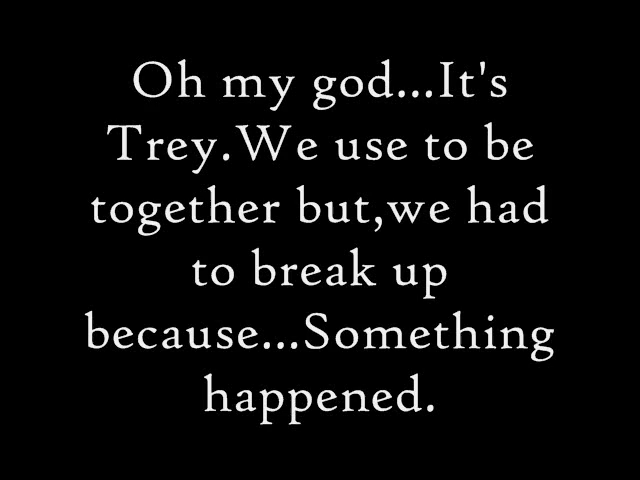 Oh my god...It's
Trey.We use to be
together but,we had
to break up
because...Something
happened.